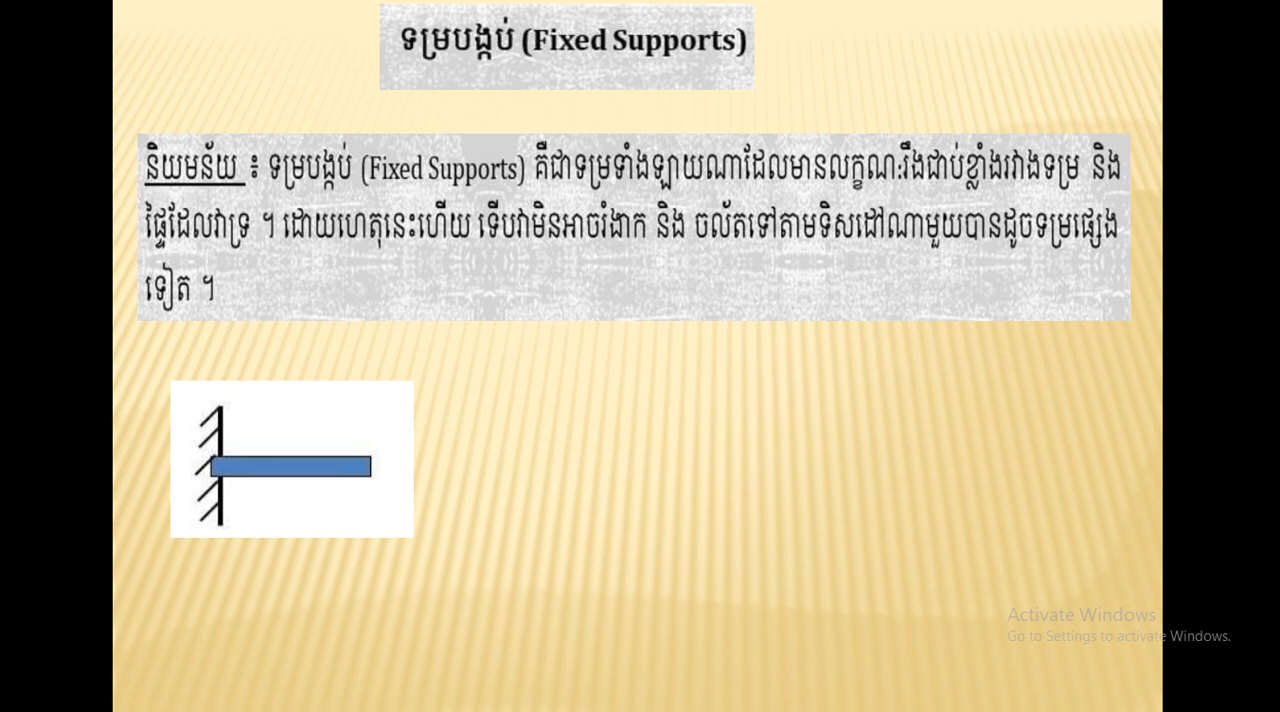 ទម្របង្កប់ (Fixed Supports)
និយមន័យ ៖ ទម្របង្កប់ (Fixed Supports) គឺជាទម្រទាំងឡាយណាដែលមានលក្ខណ:រឹងជាប់ខ្លាំងរវាងទម្រ និង
ផ្ទៃដែលវាទ្រ ។ ដោយហេតុនេះហើយ ទើបវាមិនអាចរំងាក និង ចល័តទៅតាមទិសដៅណាមួយបានដូចទម្រផ្សេង
ទៀត ។
Activate Windows
Go to Settings to activate Windows.